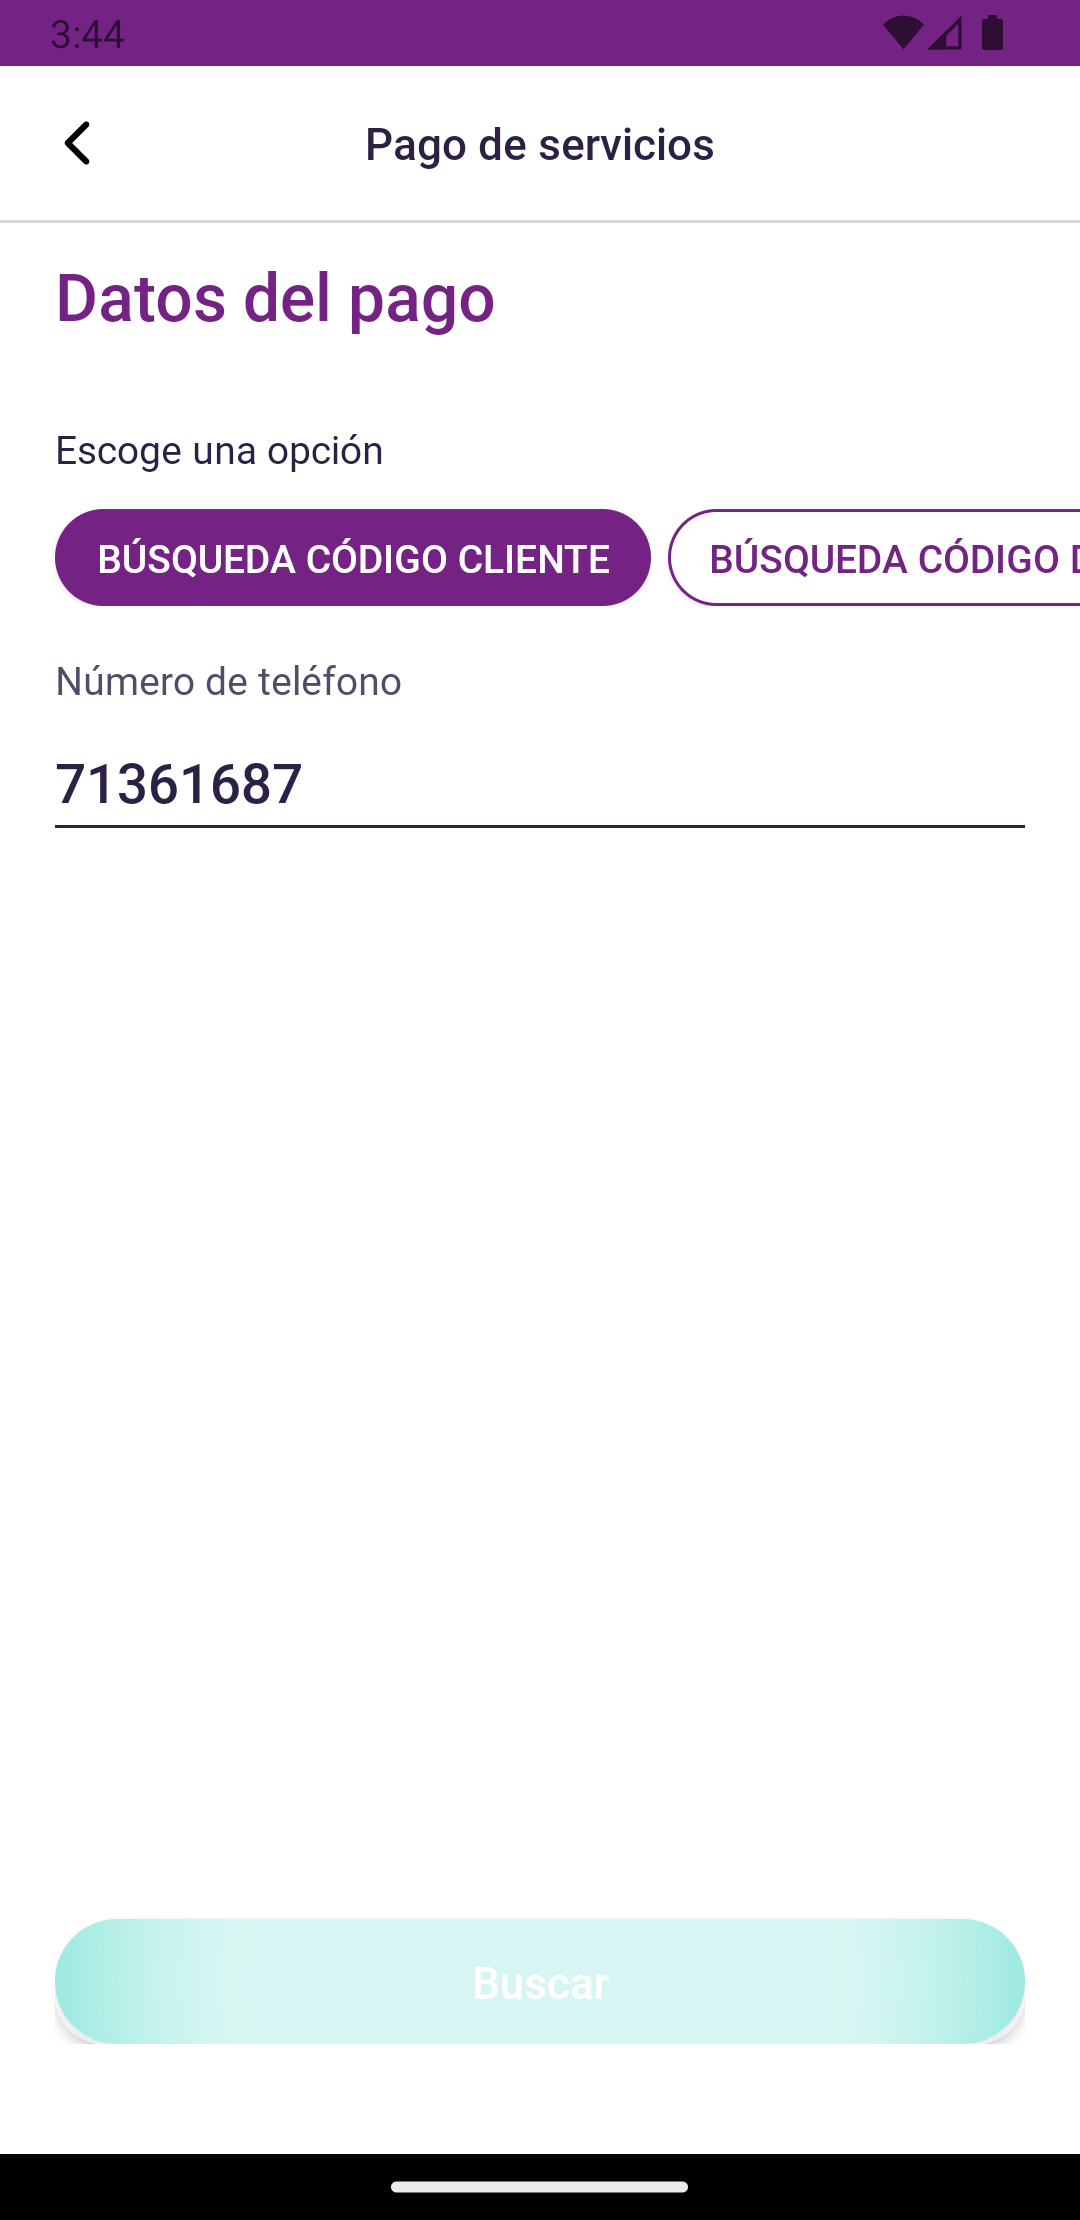 3:44
Pago de servicios
Datos del pago
Escoge una opción
BÚSQUEDA CÓDIGO CLIENTE
BÚSQUEDA CÓDIGO
Número de teléfono
71361687
Buscar